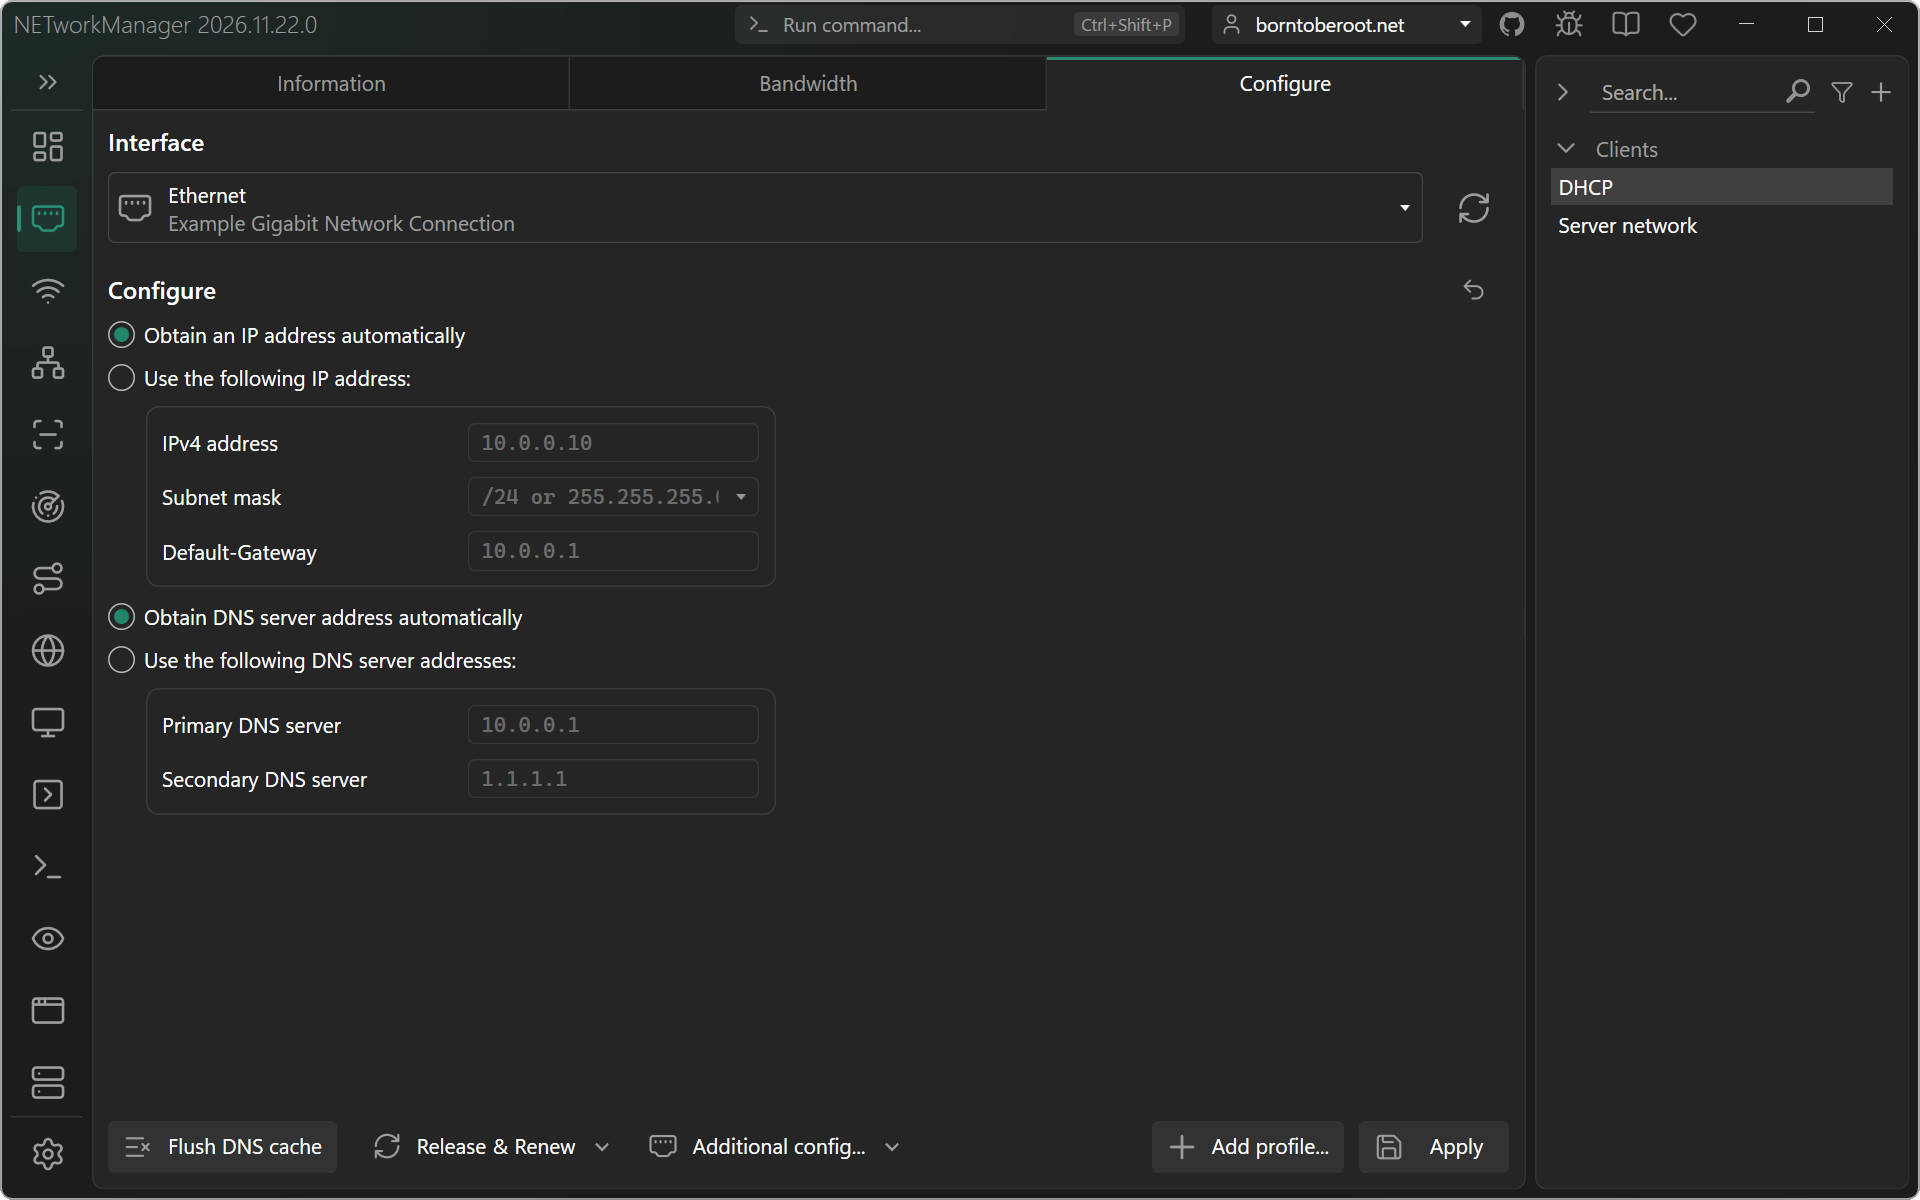 NETworkManager 2026.11.22.0
Run command...
Ctrl+Shift+P
borntoberoot.net
Information
Bandwidth
Configure
Search...
Interface
Ethernet
Example Gigabit Network Connection
Clients
DHCP
Server network
Configure
Obtain an IP address automatically
Use the following IP address:
IPv4 address
10.0.0.10
Subnet mask
/24 or 255.255.255.
Default-Gateway
10.0.0.1
Obtain DNS server address automatically
Use the following DNS server addresses:
Primary DNS server
10.0.0.1
Secondary DNS server
1.1.1.1
Flush DNS cache
Release & Renew
Additional config...
Add profile...
Apply